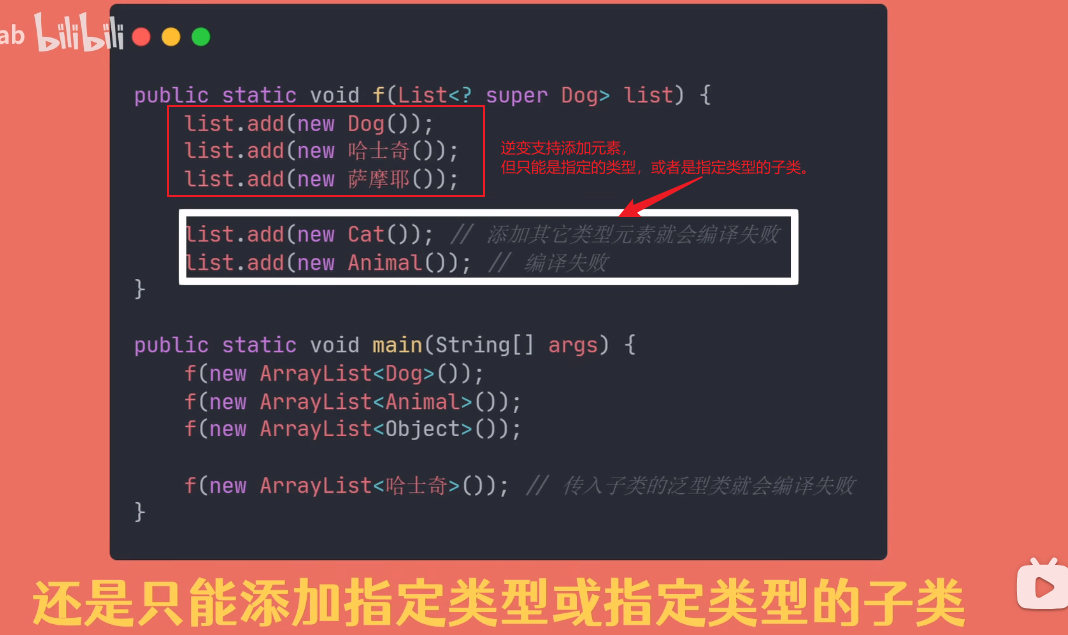 ab bilibili
public static void f(List<? super Dog> list) {
list.add(new Dog());
list.add(new 哈士奇());
list.add(new 萨摩耶());
逆变支持添加元素，
但只能是指定的类型，或者是指定类型的子类。
list.add(new Cat()); // 添加其它类型元素就会编译失败
list.add(new Animal()); // 编译失败
}
public static void main(String[] args) {
f(new ArrayList<Dog>());
f(new ArrayList<Animal>());
f(new ArrayList<Object>());
f(new ArrayList<哈士奇>()); // 传入子类的泛型类就会编译失败
}
还是只能添加指定类型或指定类型的子类